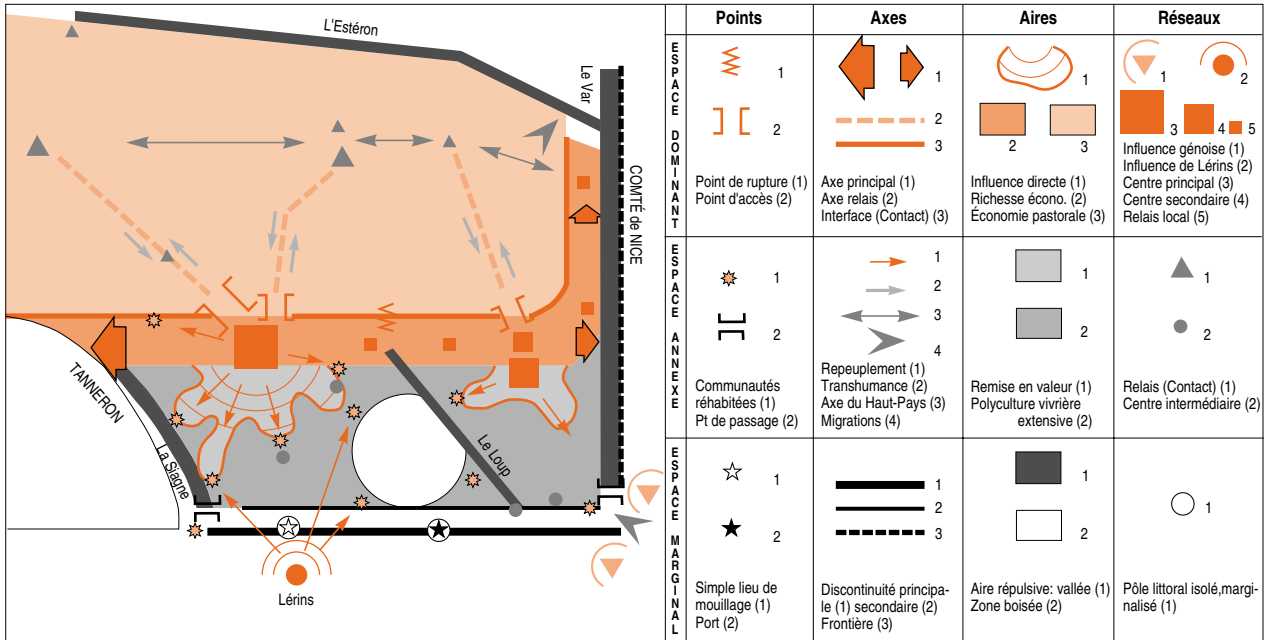 L'Estéron
Le Var
COMTÉ de NICE
TANNERON
La Siagne
Le Loup
Lérins
Points
Axes
Aires
Réseaux
ESPACE DOMINANT
1
2
Point de rupture (1)
Point d'accès (2)
1
2
3
Axe principal (1)
Axe relais (2)
Interface (Contact) (3)
1
2
3
Influence directe (1)
Richesse écono. (2)
Économie pastorale (3)
1
2
3
4
5
Influence génoise (1)
Influence de Lérins (2)
Centre principal (3)
Centre secondaire (4)
Relais local (5)
ESPACE ANNEXE
1
2
Communautés
réhabitées (1)
Pt de passage (2)
1
2
3
4
Repeuplement (1)
Transhumance (2)
Axe du Haut-Pays (3)
Migrations (4)
1
2
Remise en valeur (1)
Polyculture vivrière
extensive (2)
1
2
Relais (Contact) (1)
Centre intermédiaire (2)
ESPACE MARGINAL
1
2
Simple lieu de
mouillage (1)
Port (2)
1
2
3
Discontinuité principa-
le (1) secondaire (2)
Frontière (3)
1
2
Aire répulsive: vallée (1)
Zone boisée (2)
1
Pôle littoral isolé,margi-
nalisé (1)